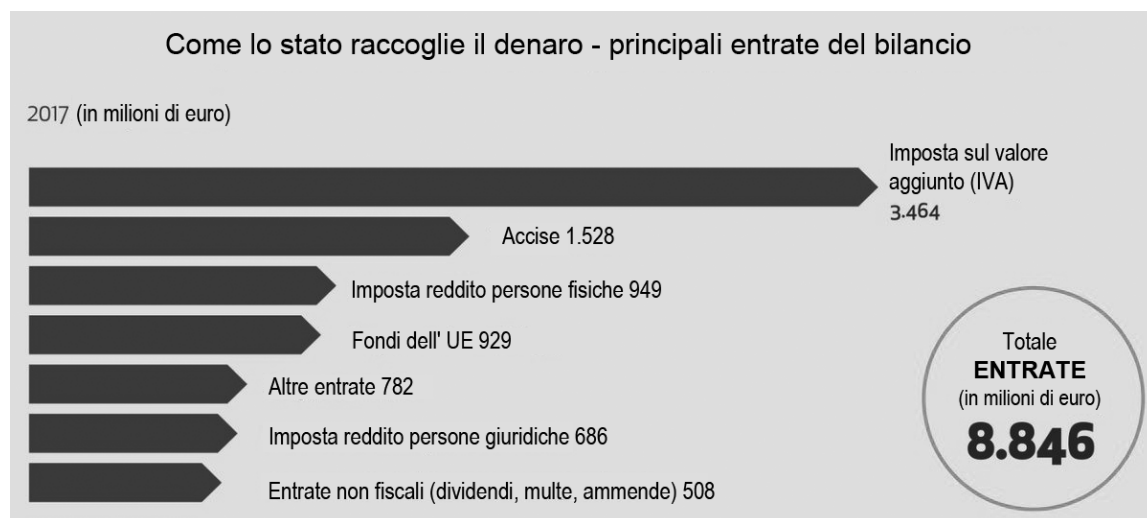 Come lo stato raccoglie il denaro - principali entrate del bilancio
2017 (in milioni di euro)
Imposta sul valore
aggiunto (IVA)
3.464
Accise 1.528
Imposta reddito persone fisiche 949
Fondi dell' UE 929
Altre entrate 782
Imposta reddito persone giuridiche 686
Entrate non fiscali (dividendi, multe, ammende) 508
Totale
ENTRATE
(in milioni di euro)
8.846